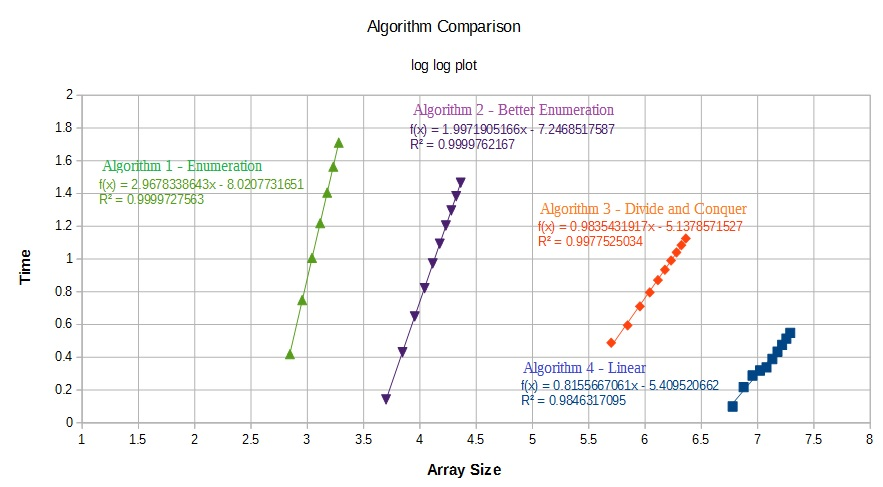 Algorithm Comparison
log log plot
Algorithm 1 - Enumeration
f(x) = 2.9678338643x - 8.0207731651
R² = 0.9999727563
Algorithm 2 - Better Enumeration
f(x) = 1.9971905166x - 7.2468517587
R² = 0.9999762167
Algorithm 3 - Divide and Conquer
f(x) = 0.9835431917x - 5.1378571527
R² = 0.9977525034
Algorithm 4 - Linear
f(x) = 0.8155667061x - 5.409520662
R² = 0.9846317095
Time
2
1.8
1.6
1.4
1.2
1
0.8
0.6
0.4
0.2
0
1 1.5 2 2.5 3 3.5 4 4.5 5 5.5 6 6.5 7 7.5 8
Array Size